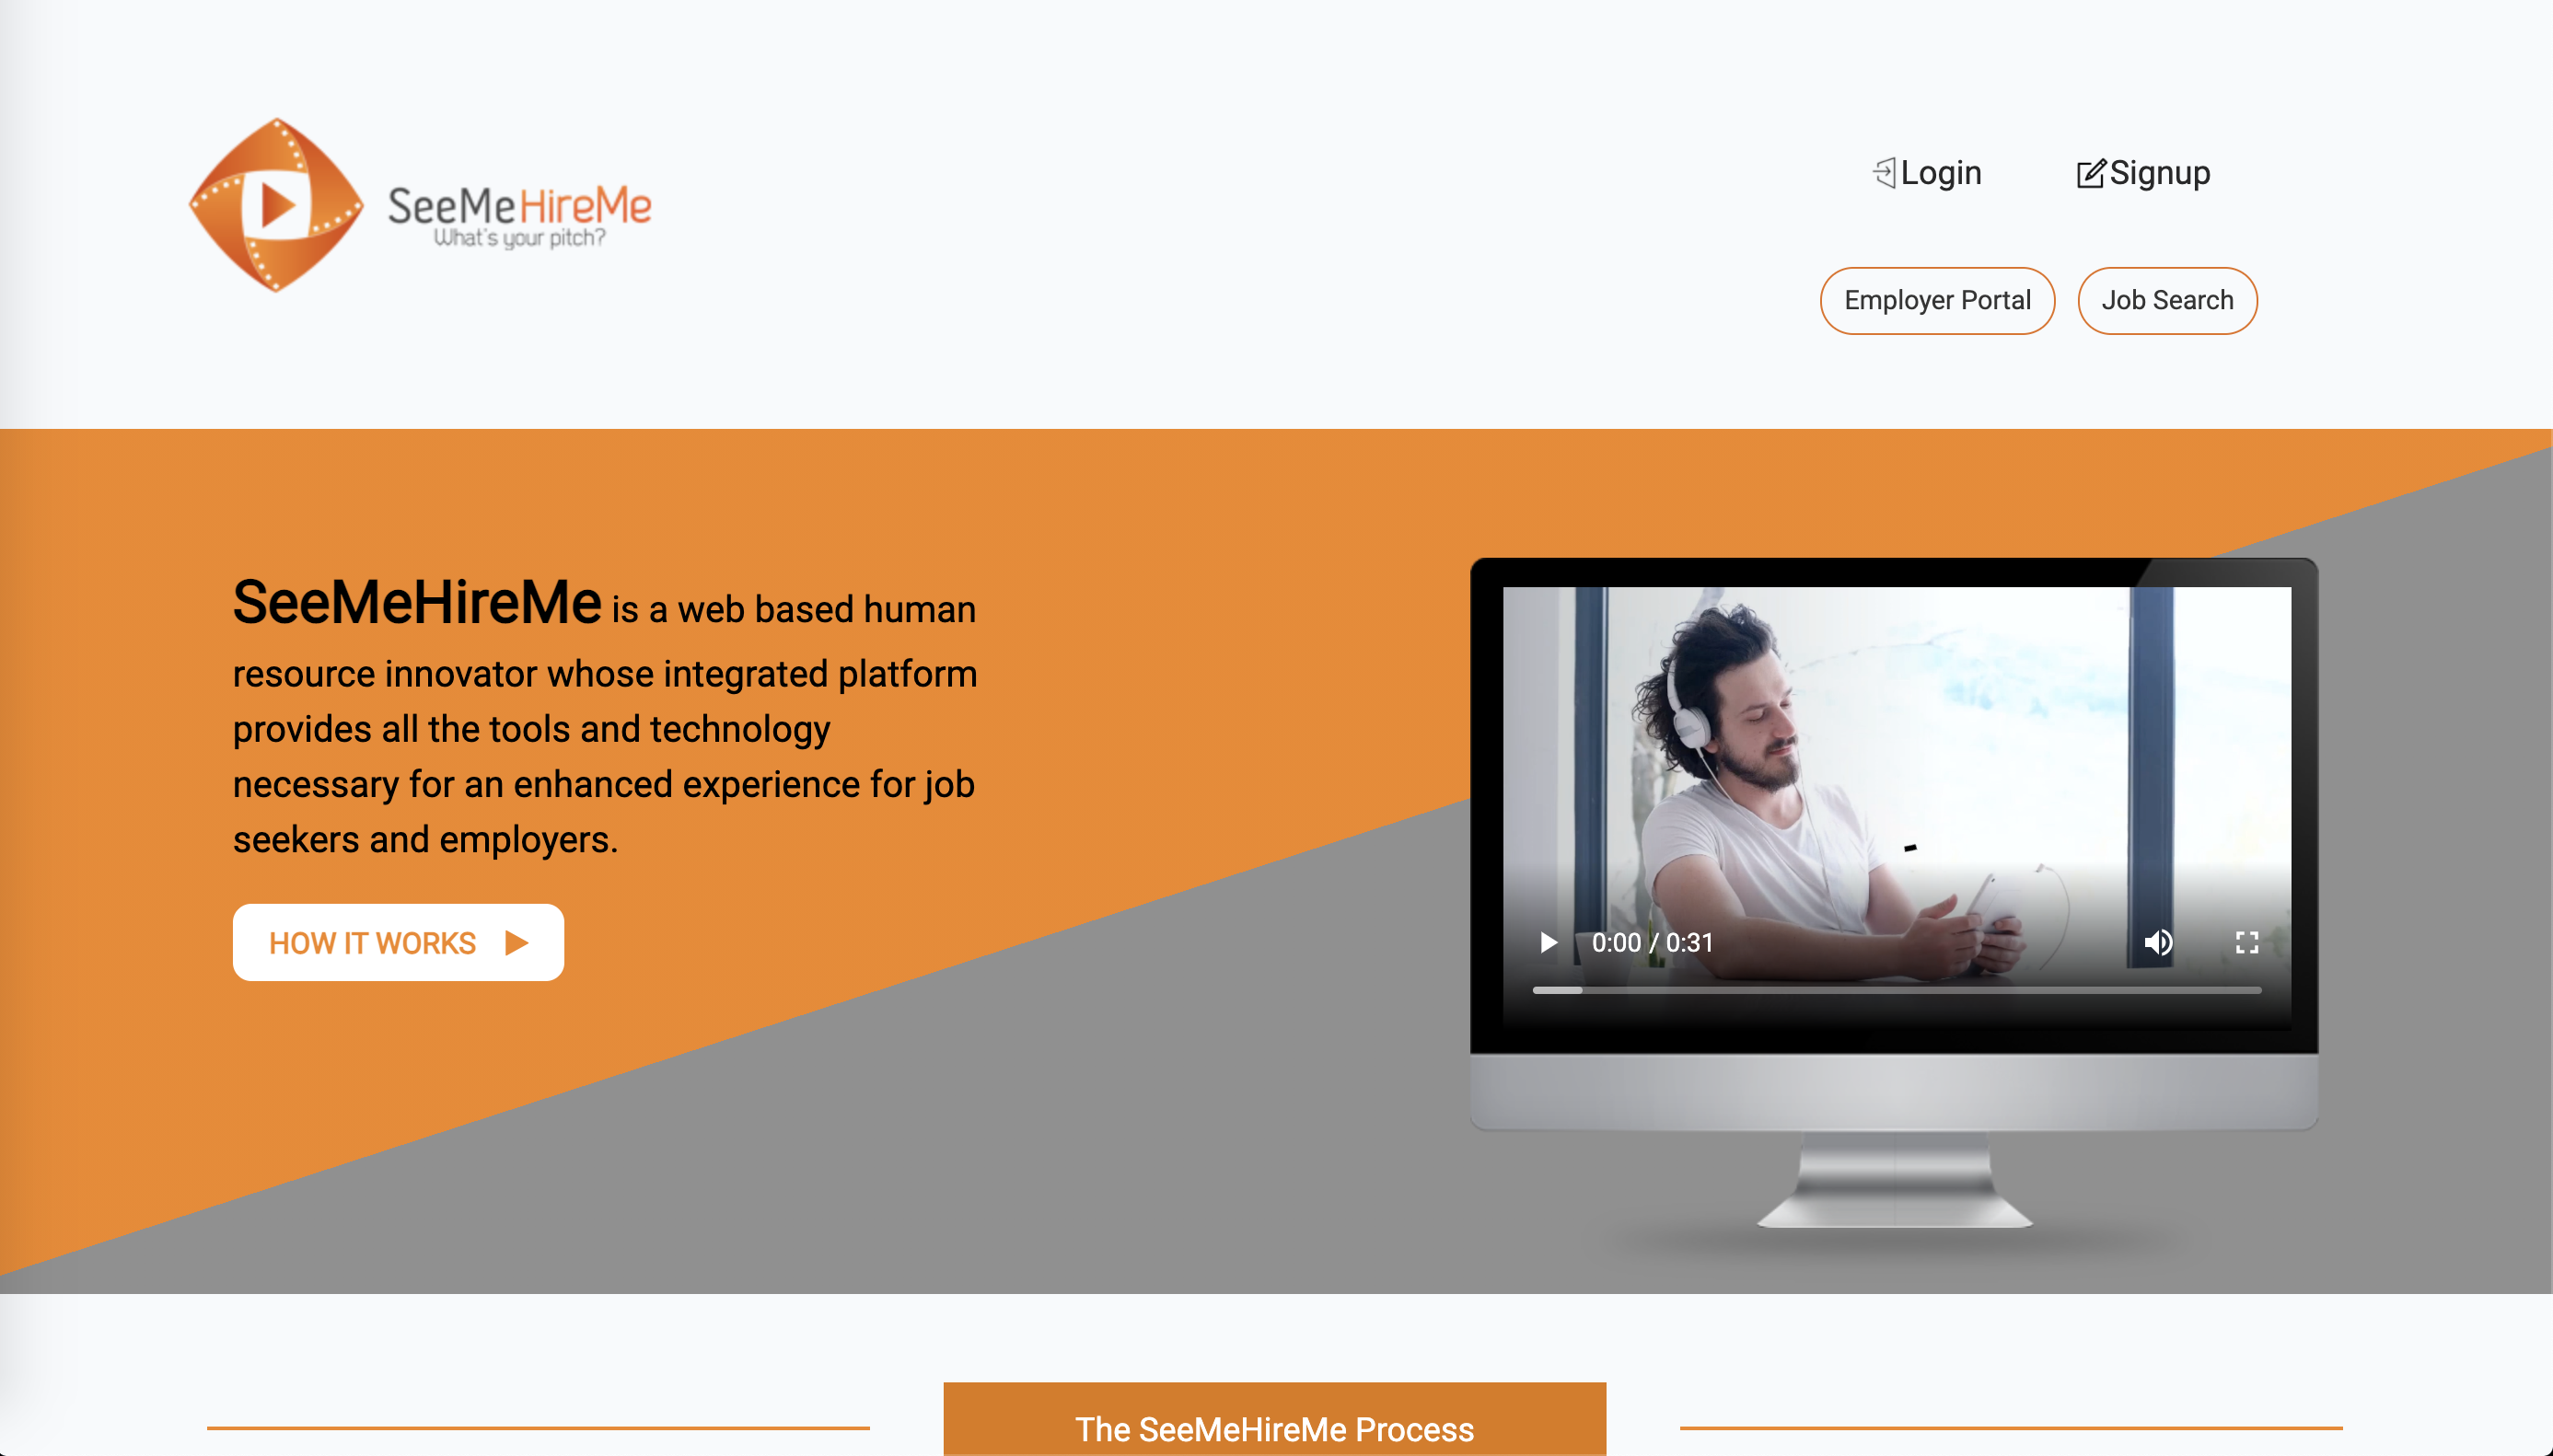 SeeMeHireMe
What's your pitch?
Login
Signup
Employer Portal
Job Search
SeeMeHireMe is a web based human
resource innovator whose integrated platform
provides all the tools and technology
necessary for an enhanced experience for job
seekers and employers.
HOW IT WORKS
0:00 / 0:31
The SeeMeHireMe Process